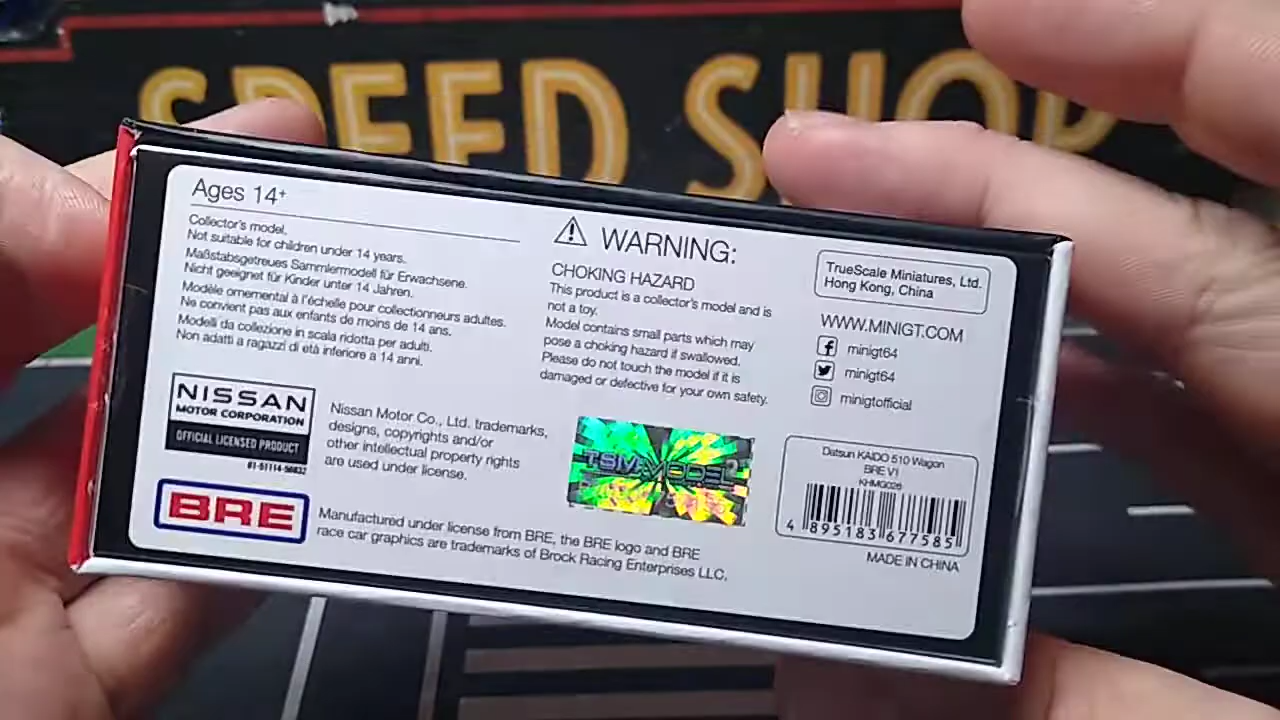 SPEED SHOP
Ages 14+
Collector's model.
Not suitable for children under 14 years.
Maßstabsgetreues Sammlermodell für Erwachsene.
Nicht geeignet für Kinder unter 14 Jahren.
Modèle ornemental à l'échelle pour collectionneurs adultes.
Ne convient pas aux enfants de moins de 14 ans.
Modelli da collezione in scala ridotta per adulti.
Non adatti a ragazzi di età inferiore a 14 anni.
NISSAN
MOTOR CORPORATION
OFFICIAL LICENSED PRODUCT
Nissan Motor Co., Ltd. trademarks,
designs, copyrights and/or
other intellectual property rights
are used under license.
BRE
Manufactured under license from BRE, the BRE logo and BRE
race car graphics are trademarks of Brock Racing Enterprises LLC.
WARNING:
CHOKING HAZARD
This product is a collector's model and is
not a toy.
Model contains small parts which may
pose a choking hazard if swallowed.
Please do not touch the model if it is
damaged or defective for your own safety.
TSM-MODEL
TrueScale Miniatures, Ltd.
Hong Kong, China
WWW.MINIGT.COM
minigt64
minigt64
minigtofficial
Datsun KAIDO 510 Wagon
BRE V1
KHMG026
4 895183 677585
MADE IN CHINA